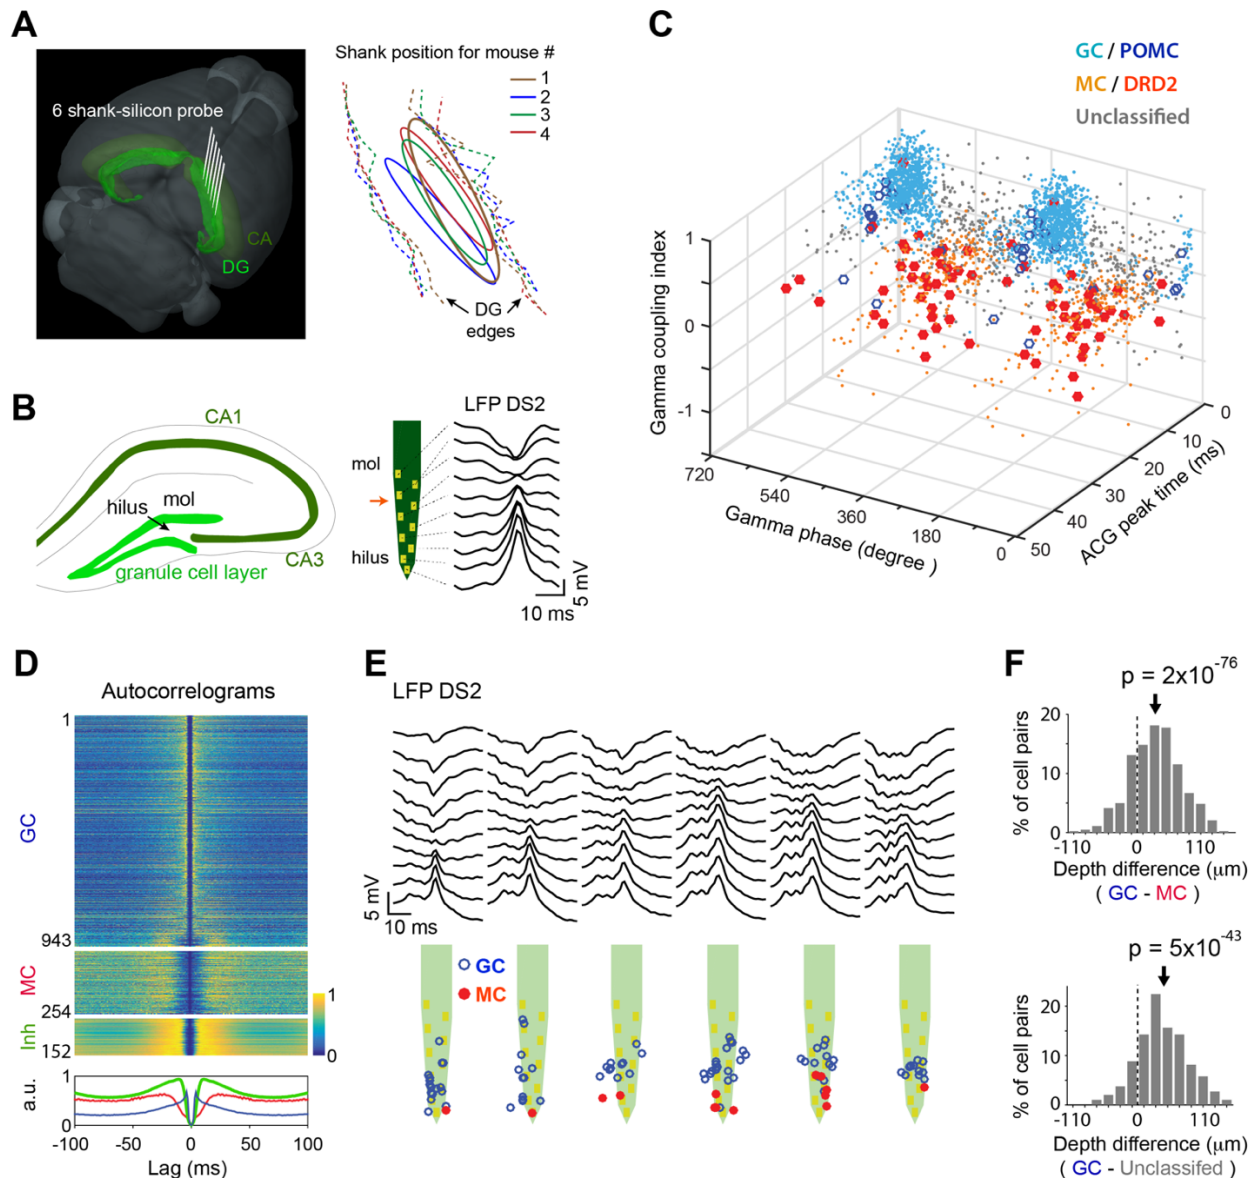 A
6 shank-silicon probe
CA
DG
Shank position for mouse #
1
2
3
4
DG
edges
B
CA1
mol
hilus
granule cell layer
CA3
mol
hilus
LFP DS2
10 ms
5 mV
C
GC / POMC
MC / DRD2
Unclassified
Gamma coupling index
1
0
-1
720
540
360
180
0
Gamma phase (degree )
50
40
30
20
10
0
ACG peak time (ms)
D
Autocorrelograms
1
GC
943
MC
254
Inh
152
1
0
a.u.
1
0
-100 -50 0 50 100
Lag (ms)
E
LFP DS2
5 mV
10 ms
GC
MC
F
p = 2x10-76
% of cell pairs
20
10
0
-110 0 110
Depth difference (μm)
( GC - MC )
p = 5x10-43
% of cell pairs
20
10
0
-110 0 110
Depth difference (μm)
( GC - Unclassifed )